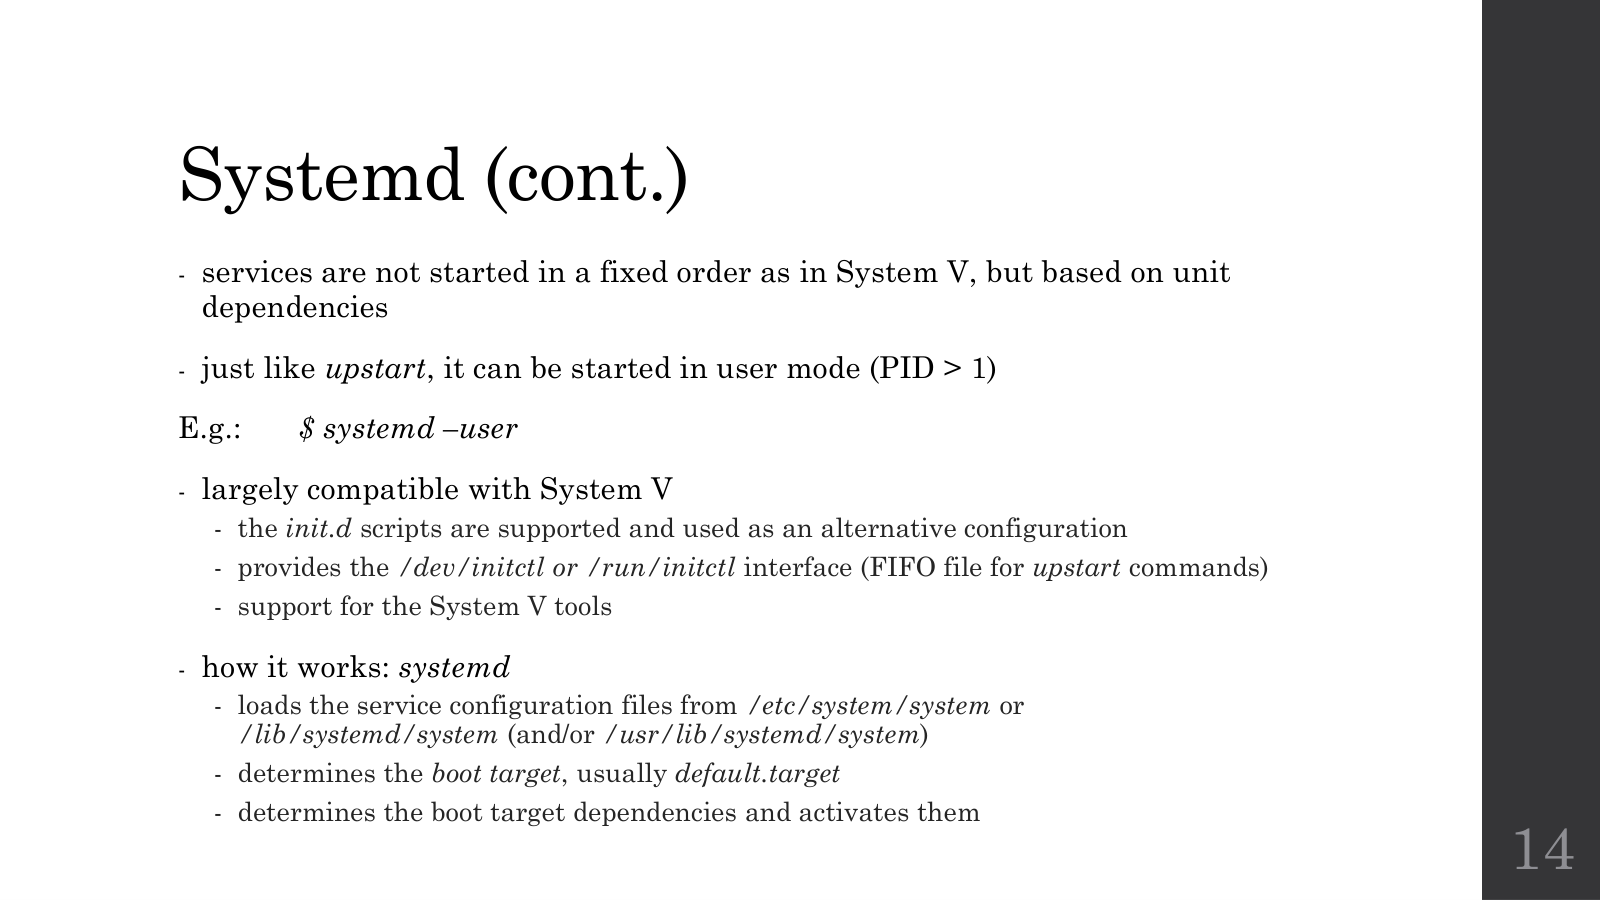 Systemd (cont.)
- services are not started in a fixed order as in System V, but based on unit
dependencies
- just like upstart, it can be started in user mode (PID > 1)
E.g.: $ systemd –user
- largely compatible with System V
- the init.d scripts are supported and used as an alternative configuration
- provides the /dev/initctl or /run/initctl interface (FIFO file for upstart commands)
- support for the System V tools
- how it works: systemd
- loads the service configuration files from /etc/system/system or
/lib/systemd/system (and/or /usr/lib/systemd/system)
- determines the boot target, usually default.target
- determines the boot target dependencies and activates them
14